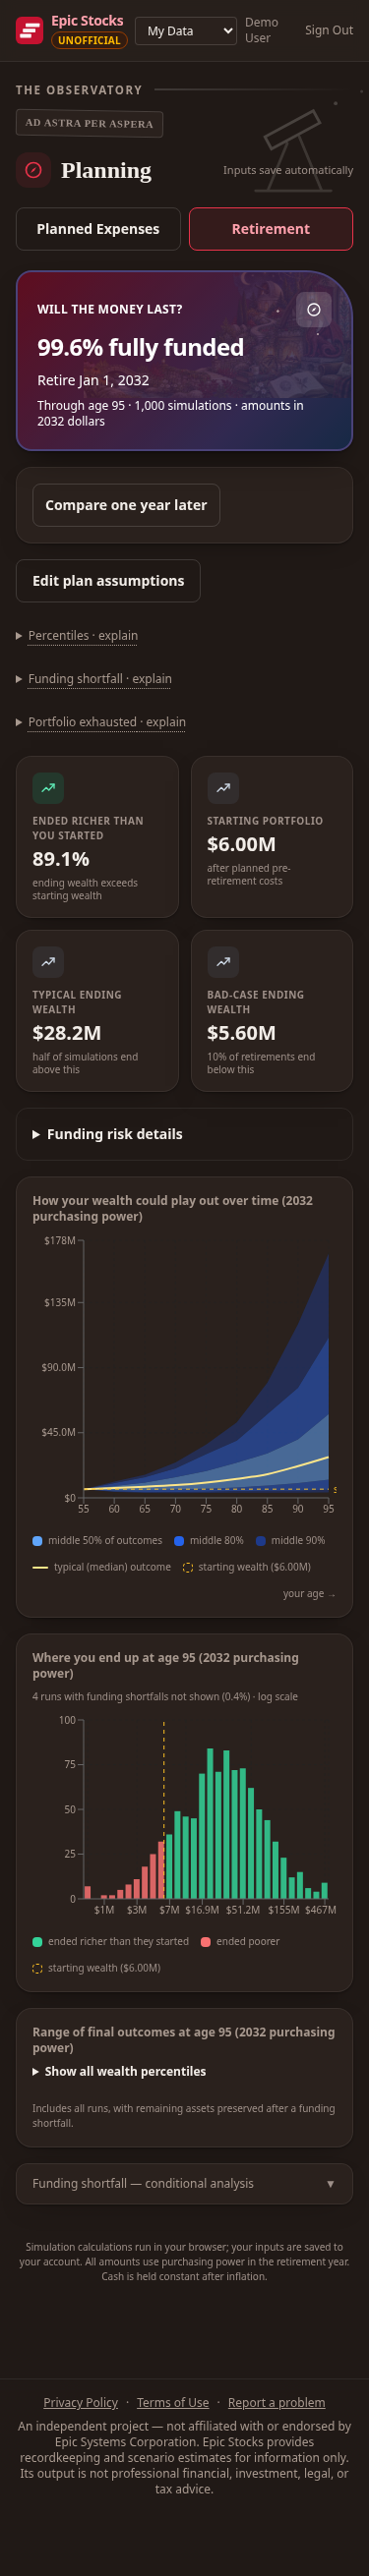 Epic Stocks
UNOFFICIAL
My Data
Demo
User
Sign Out
THE OBSERVATORY
AD ASTRA PER ASPERA
Planning
Inputs save automatically
Planned Expenses
Retirement
WILL THE MONEY LAST?
99.6% fully funded
Retire Jan 1, 2032
Through age 95 · 1,000 simulations · amounts in
2032 dollars
Compare one year later
Edit plan assumptions
▶ Percentiles · explain
▶ Funding shortfall · explain
▶ Portfolio exhausted · explain
ENDED RICHER THAN
YOU STARTED
89.1%
ending wealth exceeds
starting wealth
STARTING PORTFOLIO
$6.00M
after planned pre-
retirement costs
TYPICAL ENDING
WEALTH
$28.2M
half of simulations end
above this
BAD-CASE ENDING
WEALTH
$5.60M
10% of retirements end
below this
▶ Funding risk details
How your wealth could play out over time (2032
purchasing power)
$178M
$135M
$90.0M
$45.0M
$0
55 60 65 70 75 80 85 90 95
middle 50% of outcomes
middle 80%
middle 90%
typical (median) outcome
starting wealth ($6.00M)
your age →
Where you end up at age 95 (2032 purchasing
power)
4 runs with funding shortfalls not shown (0.4%) · log scale
100
75
50
25
0
$1M $3M $7M $16.9M $51.2M $155M $467M
ended richer than they started
ended poorer
starting wealth ($6.00M)
Range of final outcomes at age 95 (2032 purchasing
power)
▶ Show all wealth percentiles
Includes all runs, with remaining assets preserved after a funding
shortfall.
Funding shortfall — conditional analysis ▼
Simulation calculations run in your browser; your inputs are saved to
your account. All amounts use purchasing power in the retirement year.
Cash is held constant after inflation.
Privacy Policy · Terms of Use · Report a problem
An independent project — not affiliated with or endorsed by
Epic Systems Corporation. Epic Stocks provides
recordkeeping and scenario estimates for information only.
Its output is not professional financial, investment, legal, or
tax advice.